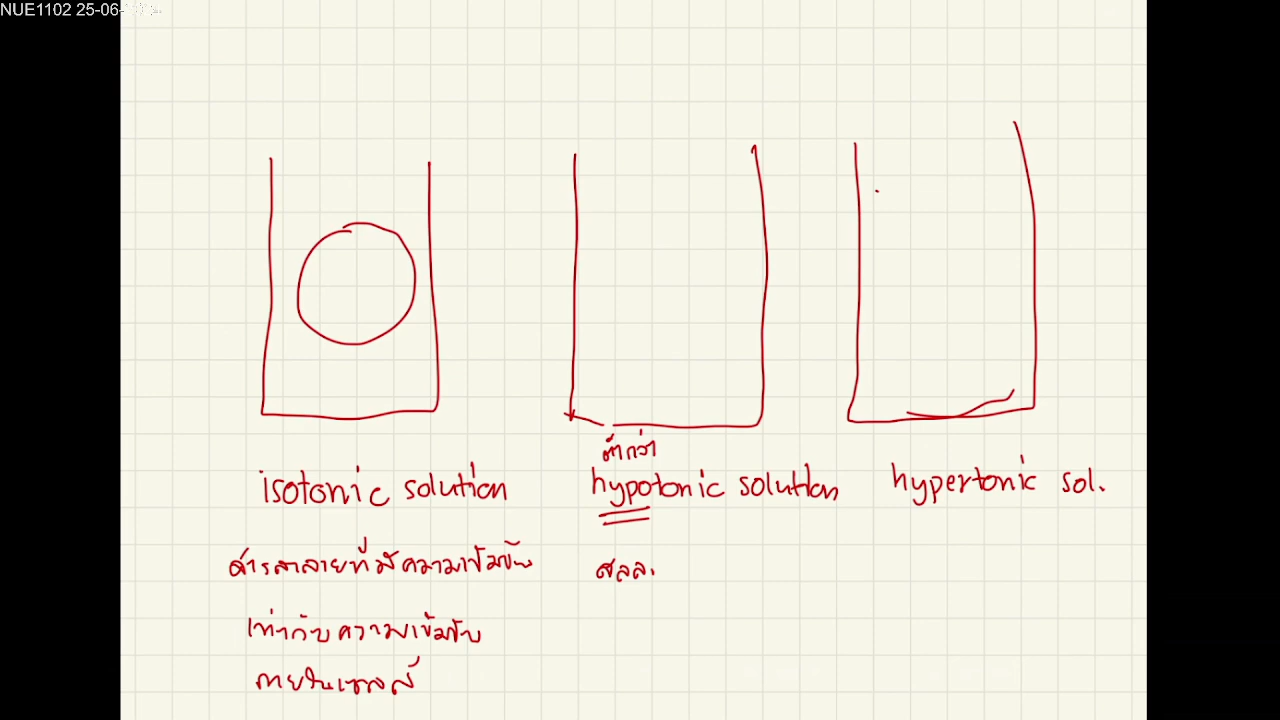 NUE1102 25-06-
ต่ำกว่า
isotonic solution
hypotonic solution
hypertonic sol.
สารละลายที่มีความเข้มข้น
สลล.
เท่ากับความเข้มข้น
ภายในเซลล์